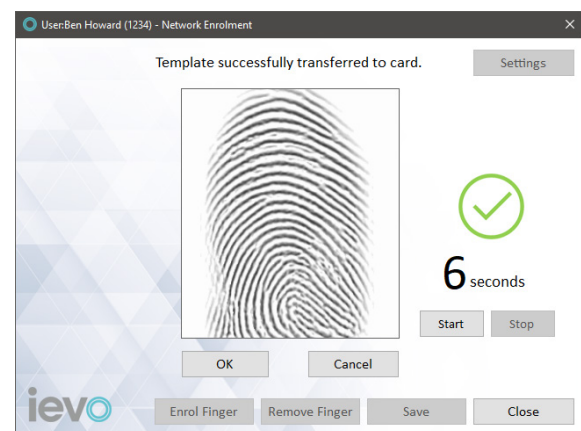 User:Ben Howard (1234) - Network Enrolment
Template successfully transferred to card.
Settings
6 seconds
Start Stop
OK Cancel
ievo
Enrol Finger Remove Finger Save Close